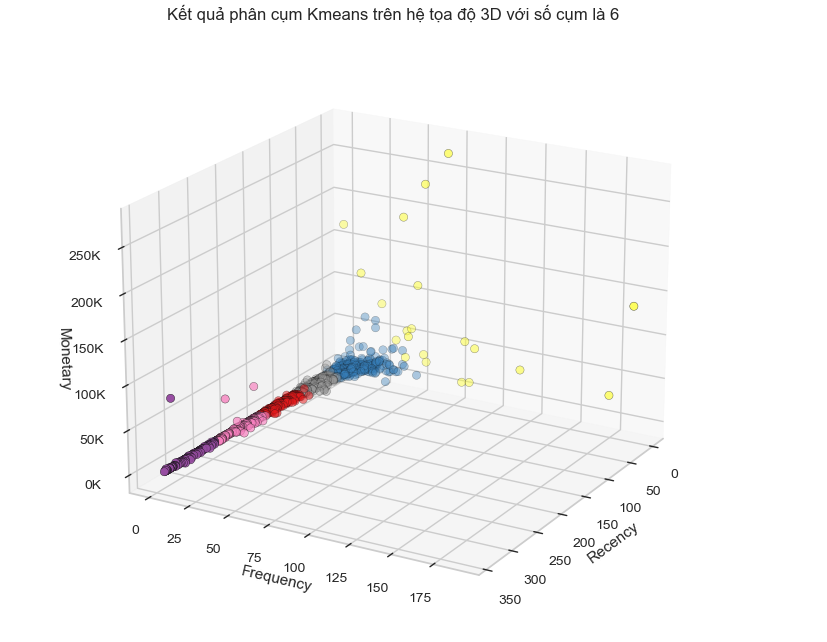 Kết quả phân cụm Kmeans trên hệ tọa độ 3D với số cụm là 6
250K
200K
150K
100K
50K
0K
Monetary
0
25
50
75
100
125
150
175
Frequency
0
50
100
150
200
250
300
350
Recency